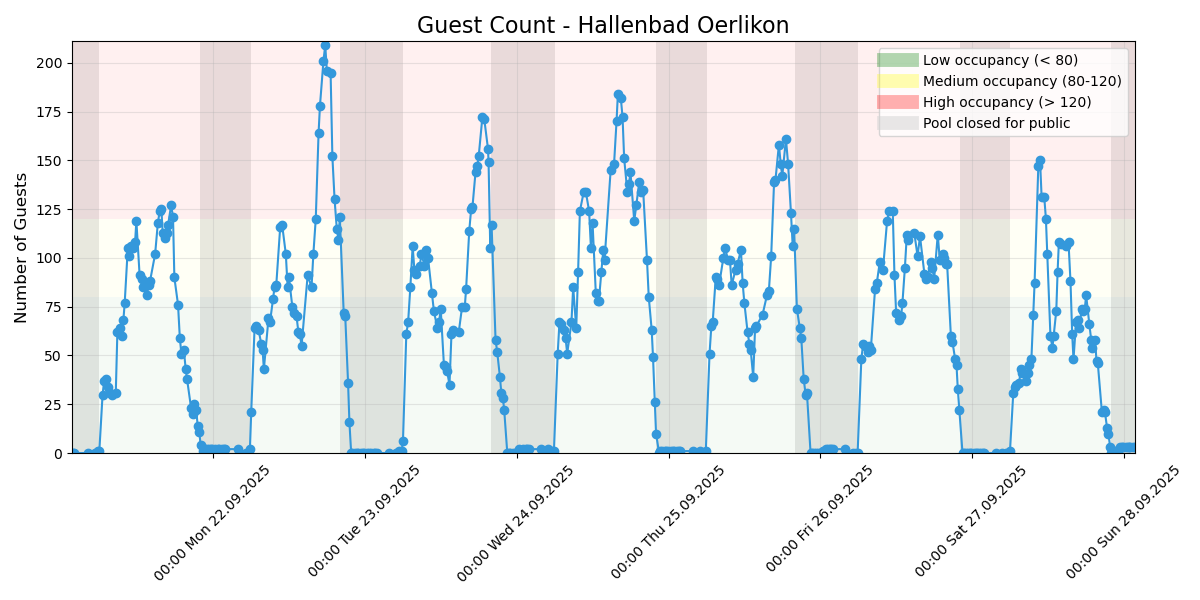 Guest Count - Hallenbad Oerlikon
Low occupancy (< 80)
Medium occupancy (80-120)
High occupancy (> 120)
Pool closed for public
Number of Guests
200
175
150
125
100
75
50
25
0
00:00 Mon 22.09.2025
00:00 Tue 23.09.2025
00:00 Wed 24.09.2025
00:00 Thu 25.09.2025
00:00 Fri 26.09.2025
00:00 Sat 27.09.2025
00:00 Sun 28.09.2025